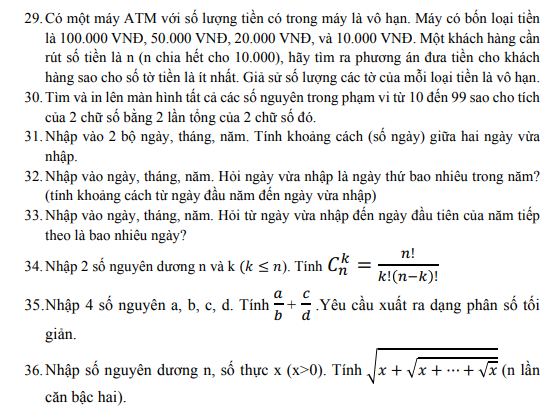 29. Có một máy ATM với số lượng tiền có trong máy là vô hạn. Máy có bốn loại tiền
là 100.000 VNĐ, 50.000 VNĐ, 20.000 VNĐ, và 10.000 VNĐ. Một khách hàng cần
rút số tiền là n (n chia hết cho 10.000), hãy tìm ra phương án đưa tiền cho khách
hàng sao cho số tờ tiền là ít nhất. Giả sử số lượng các tờ của mỗi loại tiền là vô hạn.
30. Tìm và in lên màn hình tất cả các số nguyên trong phạm vi từ 10 đến 99 sao cho tích
của 2 chữ số bằng 2 lần tổng của 2 chữ số đó.
31. Nhập vào 2 bộ ngày, tháng, năm. Tính khoảng cách (số ngày) giữa hai ngày vừa
nhập.
32. Nhập vào ngày, tháng, năm. Hỏi ngày vừa nhập là ngày thứ bao nhiêu trong năm?
(tính khoảng cách từ ngày đầu năm đến ngày vừa nhập)
33. Nhập vào ngày, tháng, năm. Hỏi từ ngày vừa nhập đến ngày đầu tiên của năm tiếp
theo là bao nhiêu ngày?
34. Nhập 2 số nguyên dương n và k (k ≤ n). Tính C_n^k = n!/(k!(n−k)!)
35. Nhập 4 số nguyên a, b, c, d. Tính a/b + c/d .Yêu cầu xuất ra dạng phân số tối
giản.
36. Nhập số nguyên dương n, số thực x (x>0). Tính √(x + √(x + ⋯ + √x)) (n lần
căn bậc hai).